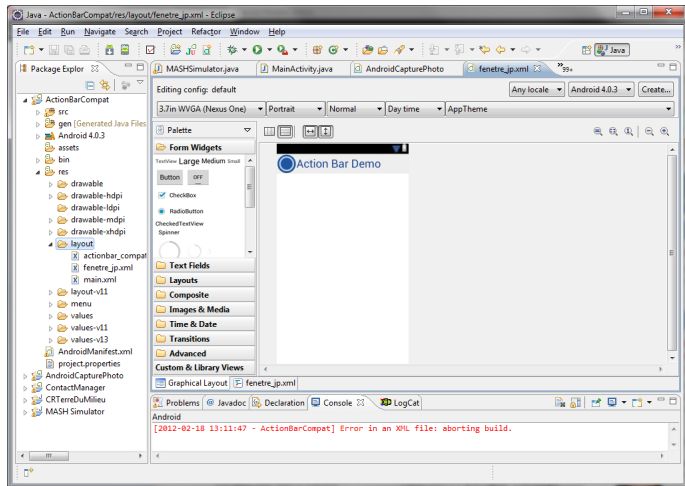 Java - ActionBarCompat/res/layout/fenetre_jp.xml - Eclipse
File Edit Run Navigate Search Project Refactor Window Help
Java
Package Explor
MASHSimulator.java
MainActivity.java
AndroidCapturePhoto
fenetre_jp.xml
99+
ActionBarCompat
src
gen [Generated Java Files
Android 4.0.3
assets
bin
res
drawable
drawable-hdpi
drawable-ldpi
drawable-mdpi
drawable-xhdpi
layout
actionbar_compat
fenetre_jp.xml
main.xml
layout-v11
menu
values
values-v11
values-v13
AndroidManifest.xml
project.properties
AndroidCapturePhoto
ContactManager
CRTerreDuMilieu
MASH Simulator
Editing config: default
Any locale
Android 4.0.3
Create...
3.7in WVGA (Nexus One)
Portrait
Normal
Day time
AppTheme
Palette
Form Widgets
TextView Large Medium Small
Button
OFF
CheckBox
RadioButton
CheckedTextView
Spinner
Text Fields
Layouts
Composite
Images & Media
Time & Date
Transitions
Advanced
Custom & Library Views
Action Bar Demo
Graphical Layout
fenetre_jp.xml
Problems
@ Javadoc
Declaration
Console
LogCat
Android
[2012-02-18 13:11:47 - ActionBarCompat] Error in an XML file: aborting build.